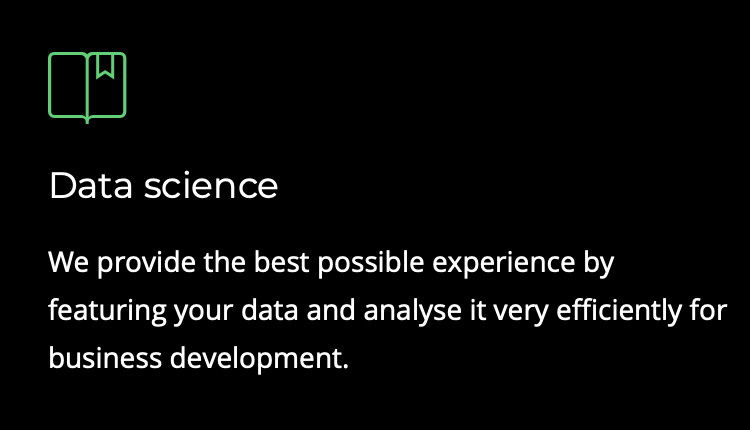 Data science
We provide the best possible experience by
featuring your data and analyse it very efficiently for
business development.